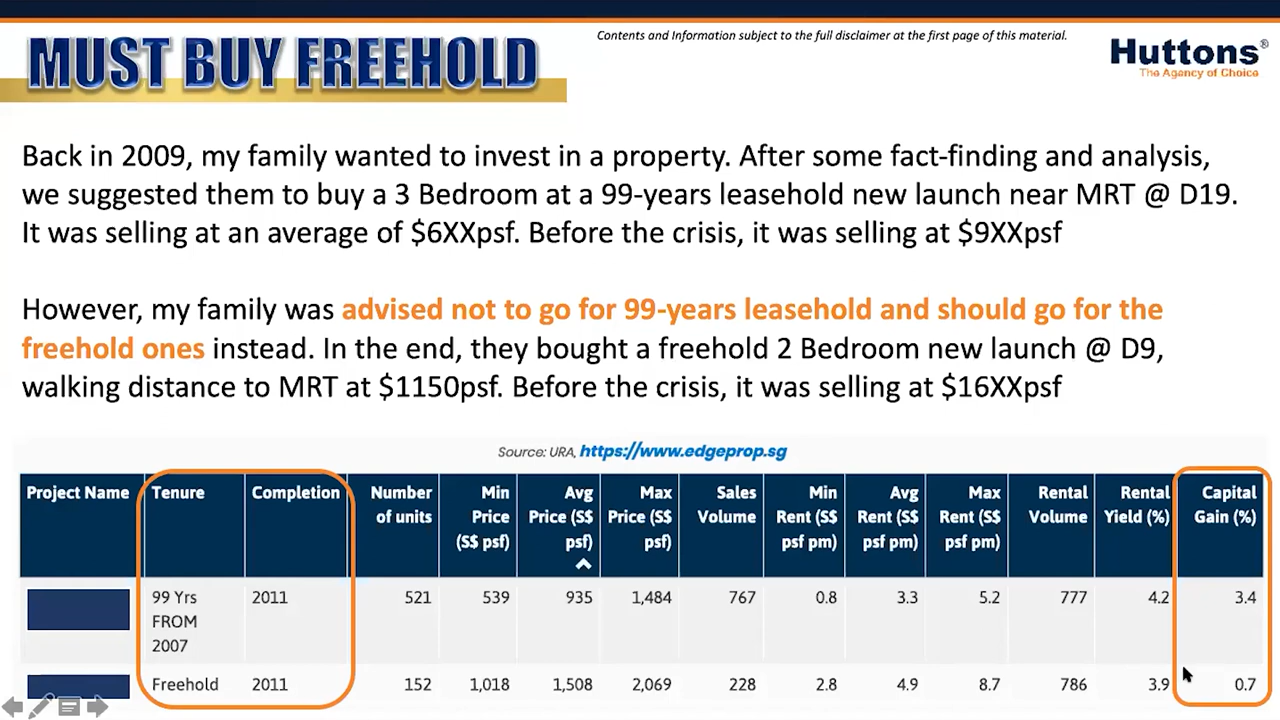 MUST BUY FREEHOLD
Contents and Information subject to the full disclaimer at the first page of this material.
Huttons®
The Agency of Choice
Back in 2009, my family wanted to invest in a property. After some fact-finding and analysis,
we suggested them to buy a 3 Bedroom at a 99-years leasehold new launch near MRT @ D19.
It was selling at an average of $6XXpsf. Before the crisis, it was selling at $9XXpsf
However, my family was advised not to go for 99-years leasehold and should go for the
freehold ones instead. In the end, they bought a freehold 2 Bedroom new launch @ D9,
walking distance to MRT at $1150psf. Before the crisis, it was selling at $16XXpsf
Source: URA, https://www.edgeprop.sg
Project Name Tenure Completion Number Min Avg Max Sales Min Avg Max Rental Rental Capital
of units Price Price (S$ Price (S$ Volume Rent (S$ Rent (S$ Rent (S$ Volume Yield (%) Gain (%)
(S$ psf) psf) psf) psf pm) psf pm) psf pm)
99 Yrs 2011 521 539 935 1,484 767 0.8 3.3 5.2 777 4.2 3.4
FROM
2007
Freehold 2011 152 1,018 1,508 2,069 228 2.8 4.9 8.7 786 3.9 0.7